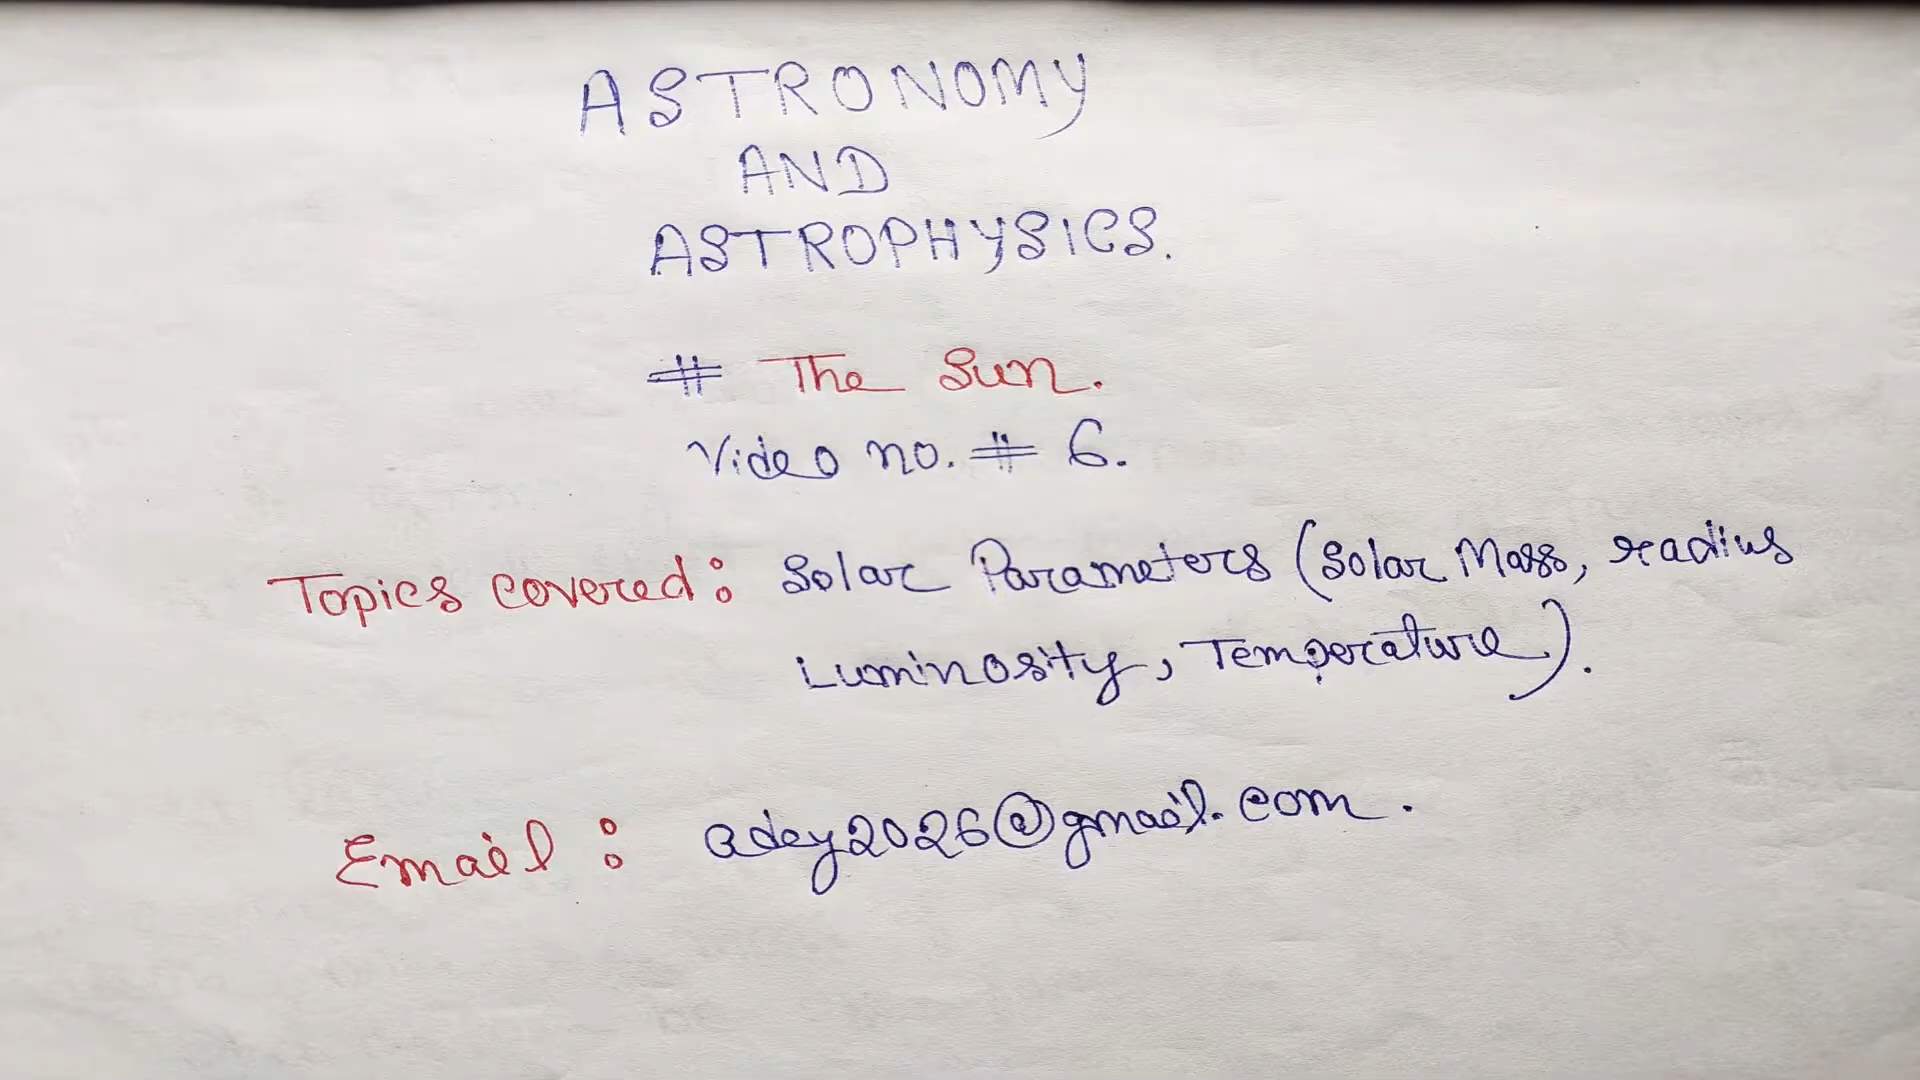 ASTRONOMY
AND
ASTROPHYSICS.
# The Sun.
Video no. # 6.
Topics covered: Solar Parameters (Solar Mass, radius
Luminosity, Temperature).
Email: adey2026@gmail.com.